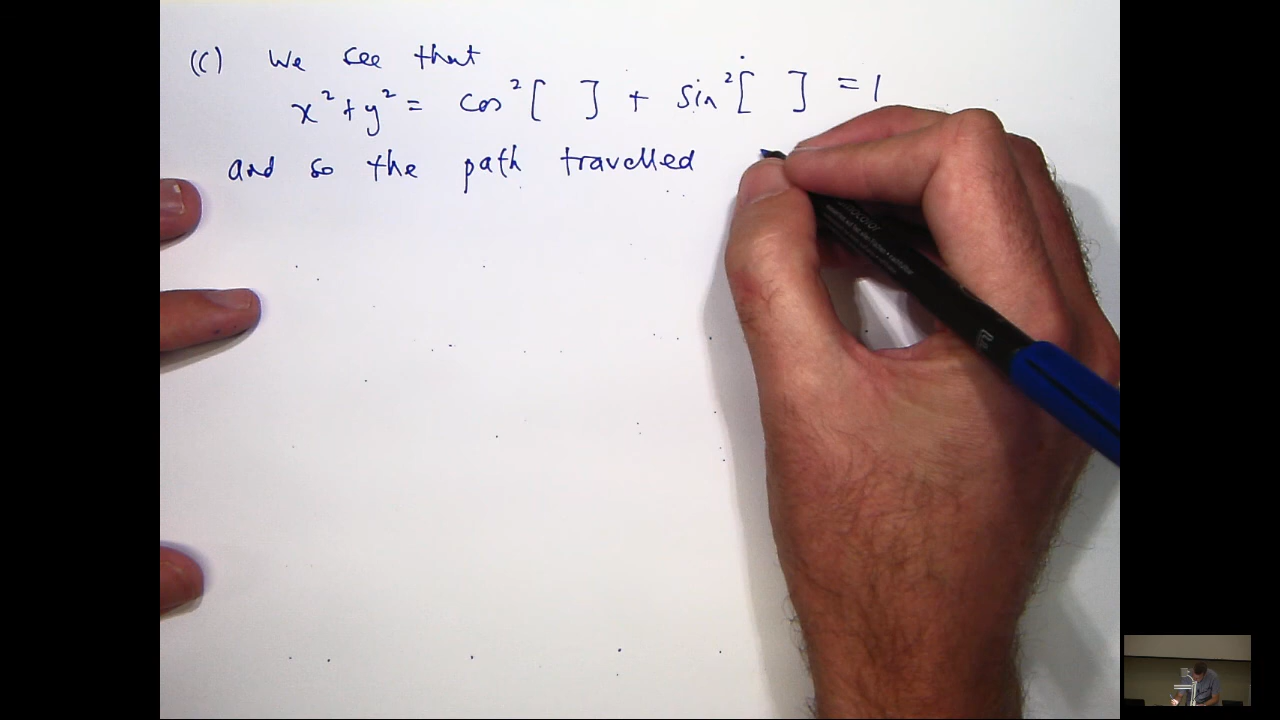 (C) We see that
x² + y² = cos²[ ] + sin²[ ] = 1
and so the path travelled